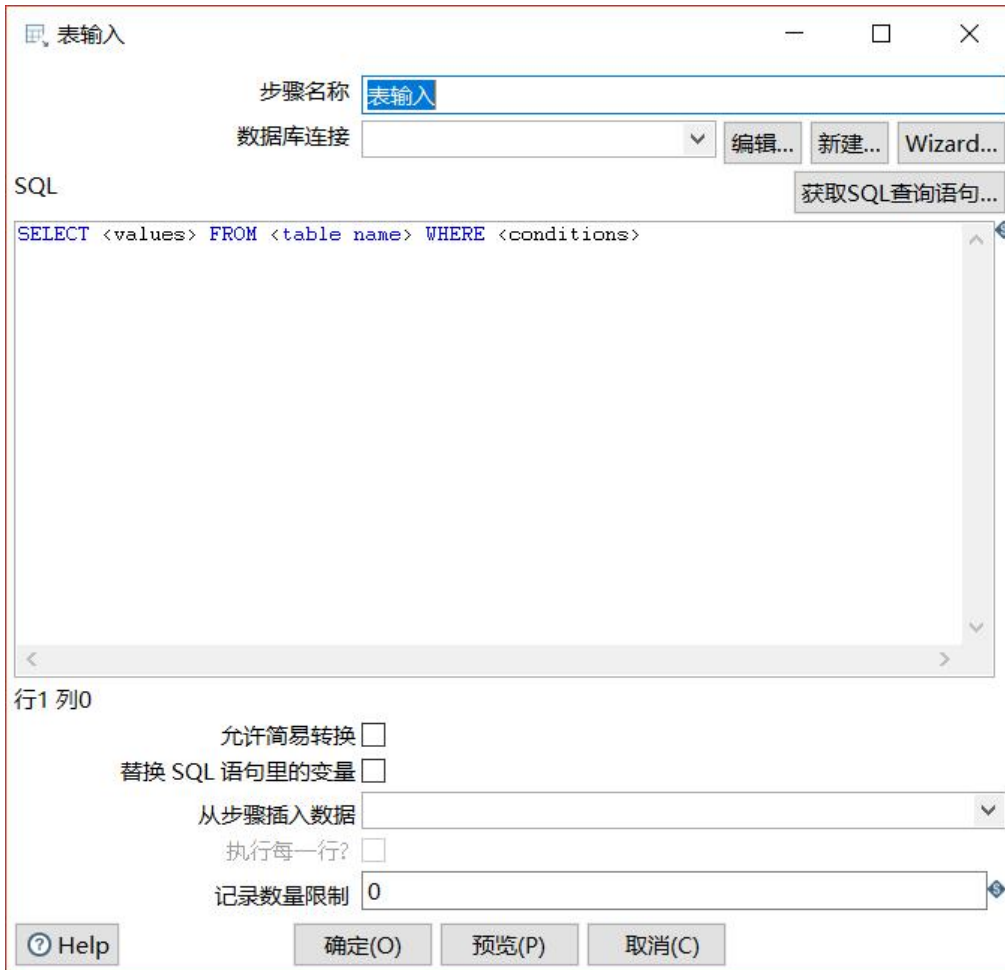 表输入
步骤名称 表输入
数据库连接 编辑... 新建... Wizard...
SQL 获取SQL查询语句...
SELECT <values> FROM <table name> WHERE <conditions>
行1 列0
允许简易转换
替换 SQL 语句里的变量
从步骤插入数据
执行每一行?
记录数量限制 0
Help 确定(O) 预览(P) 取消(C)